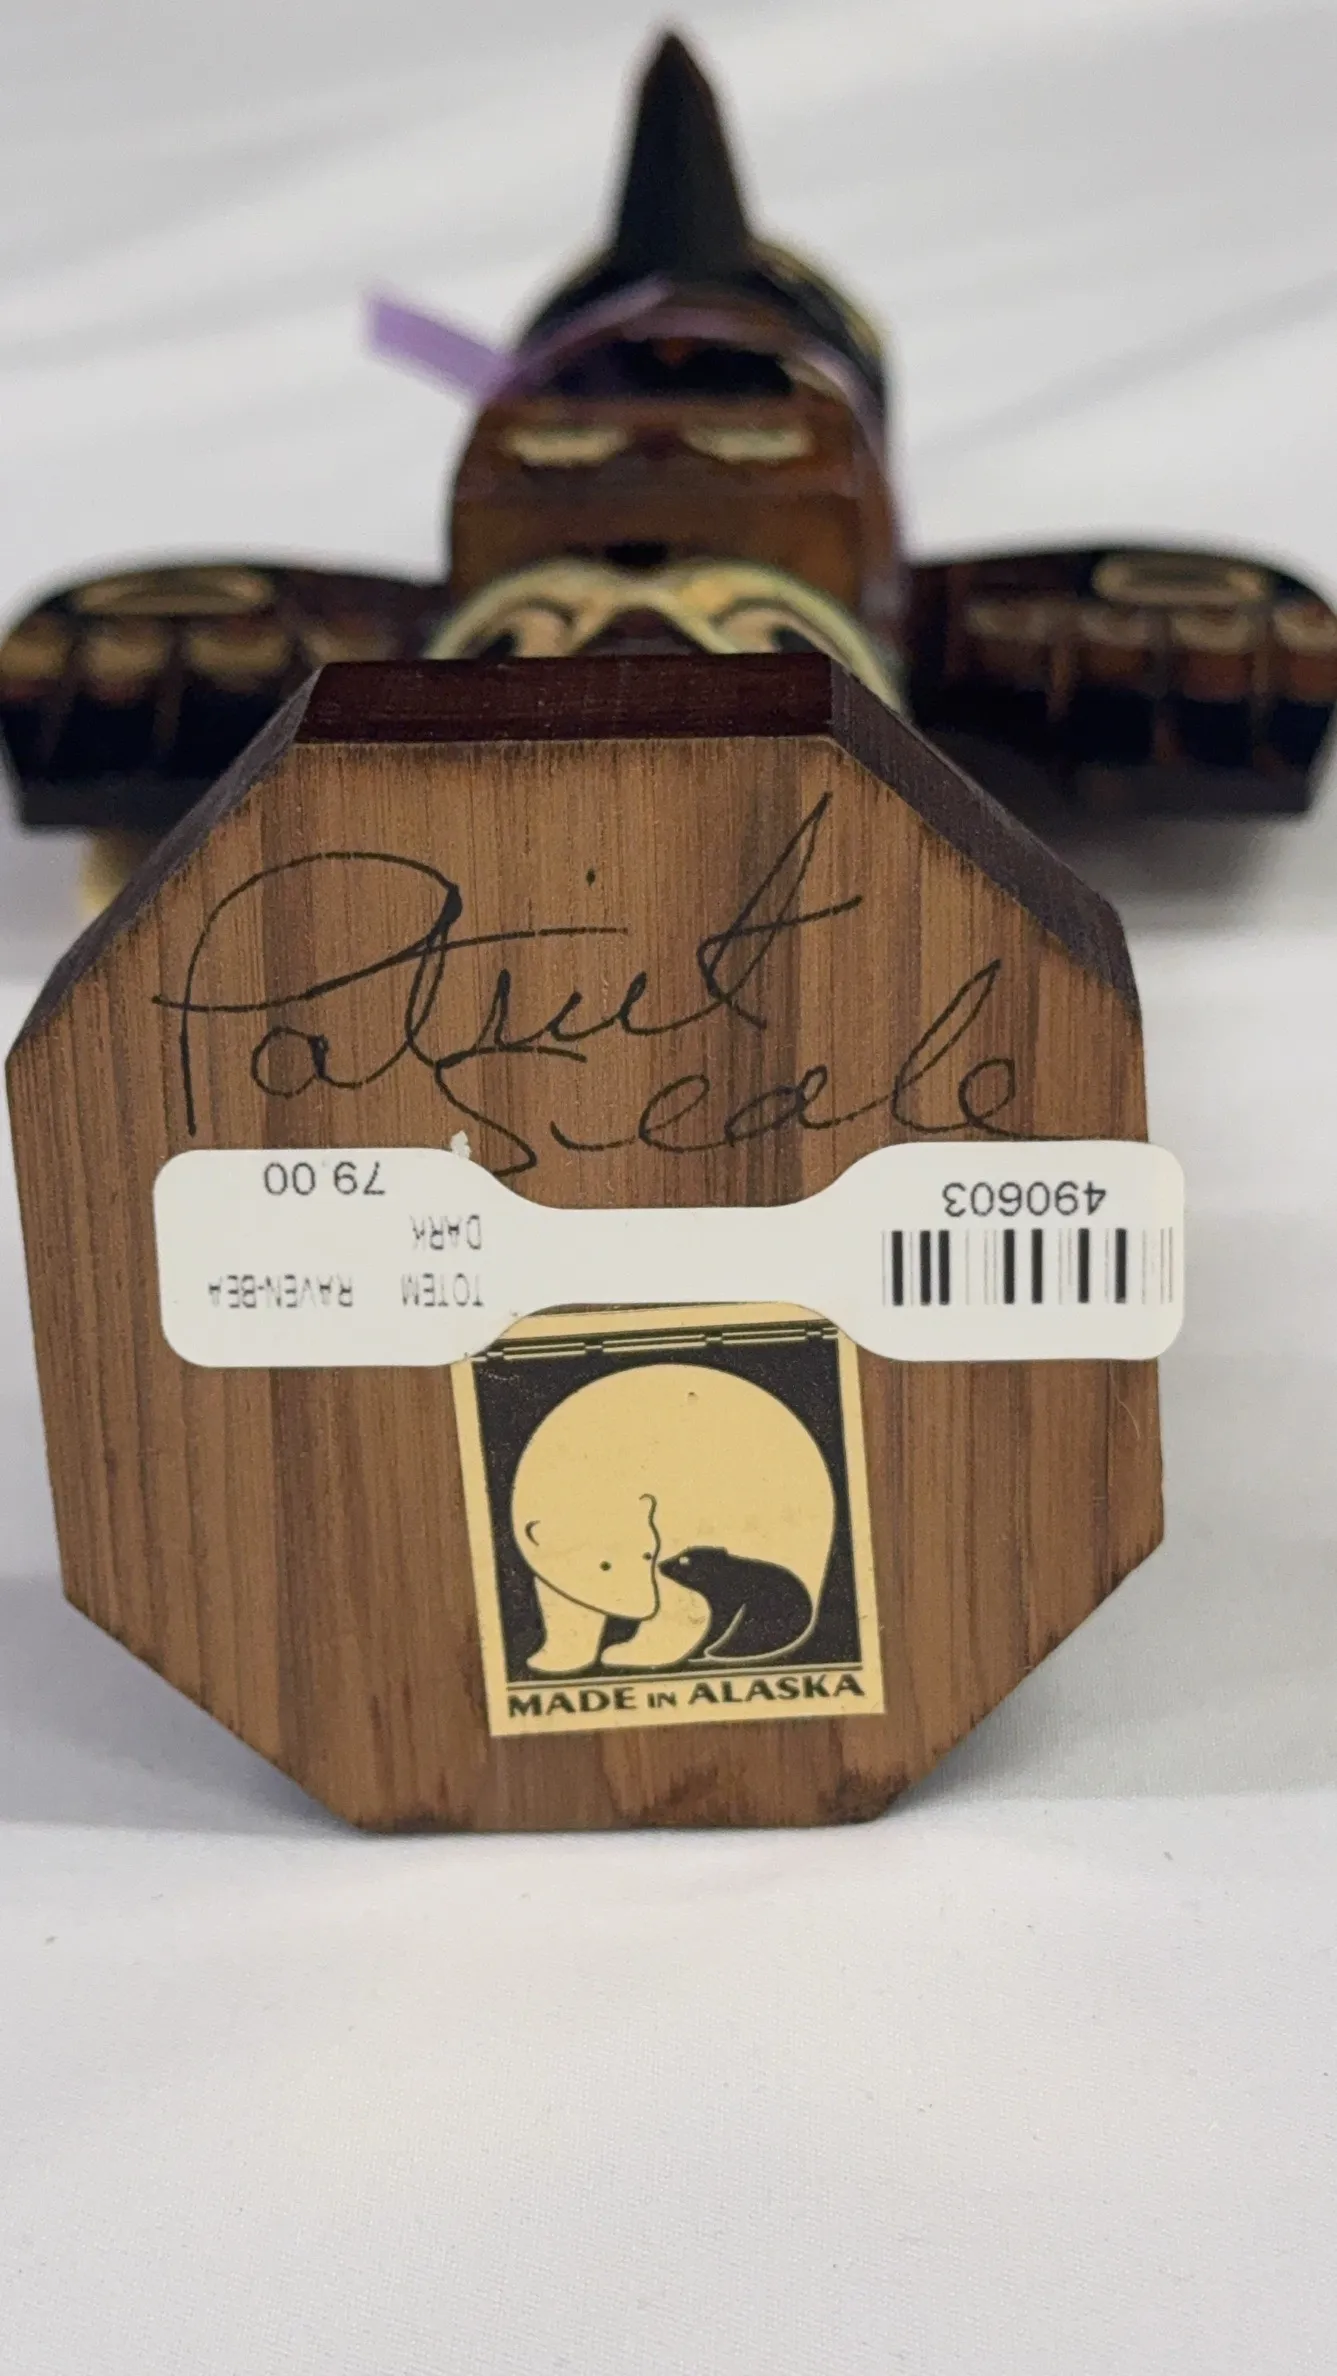 Patrick
Seale
TOTEM RAVEN-BEA
DARK
79.00
490603
MADE IN ALASKA